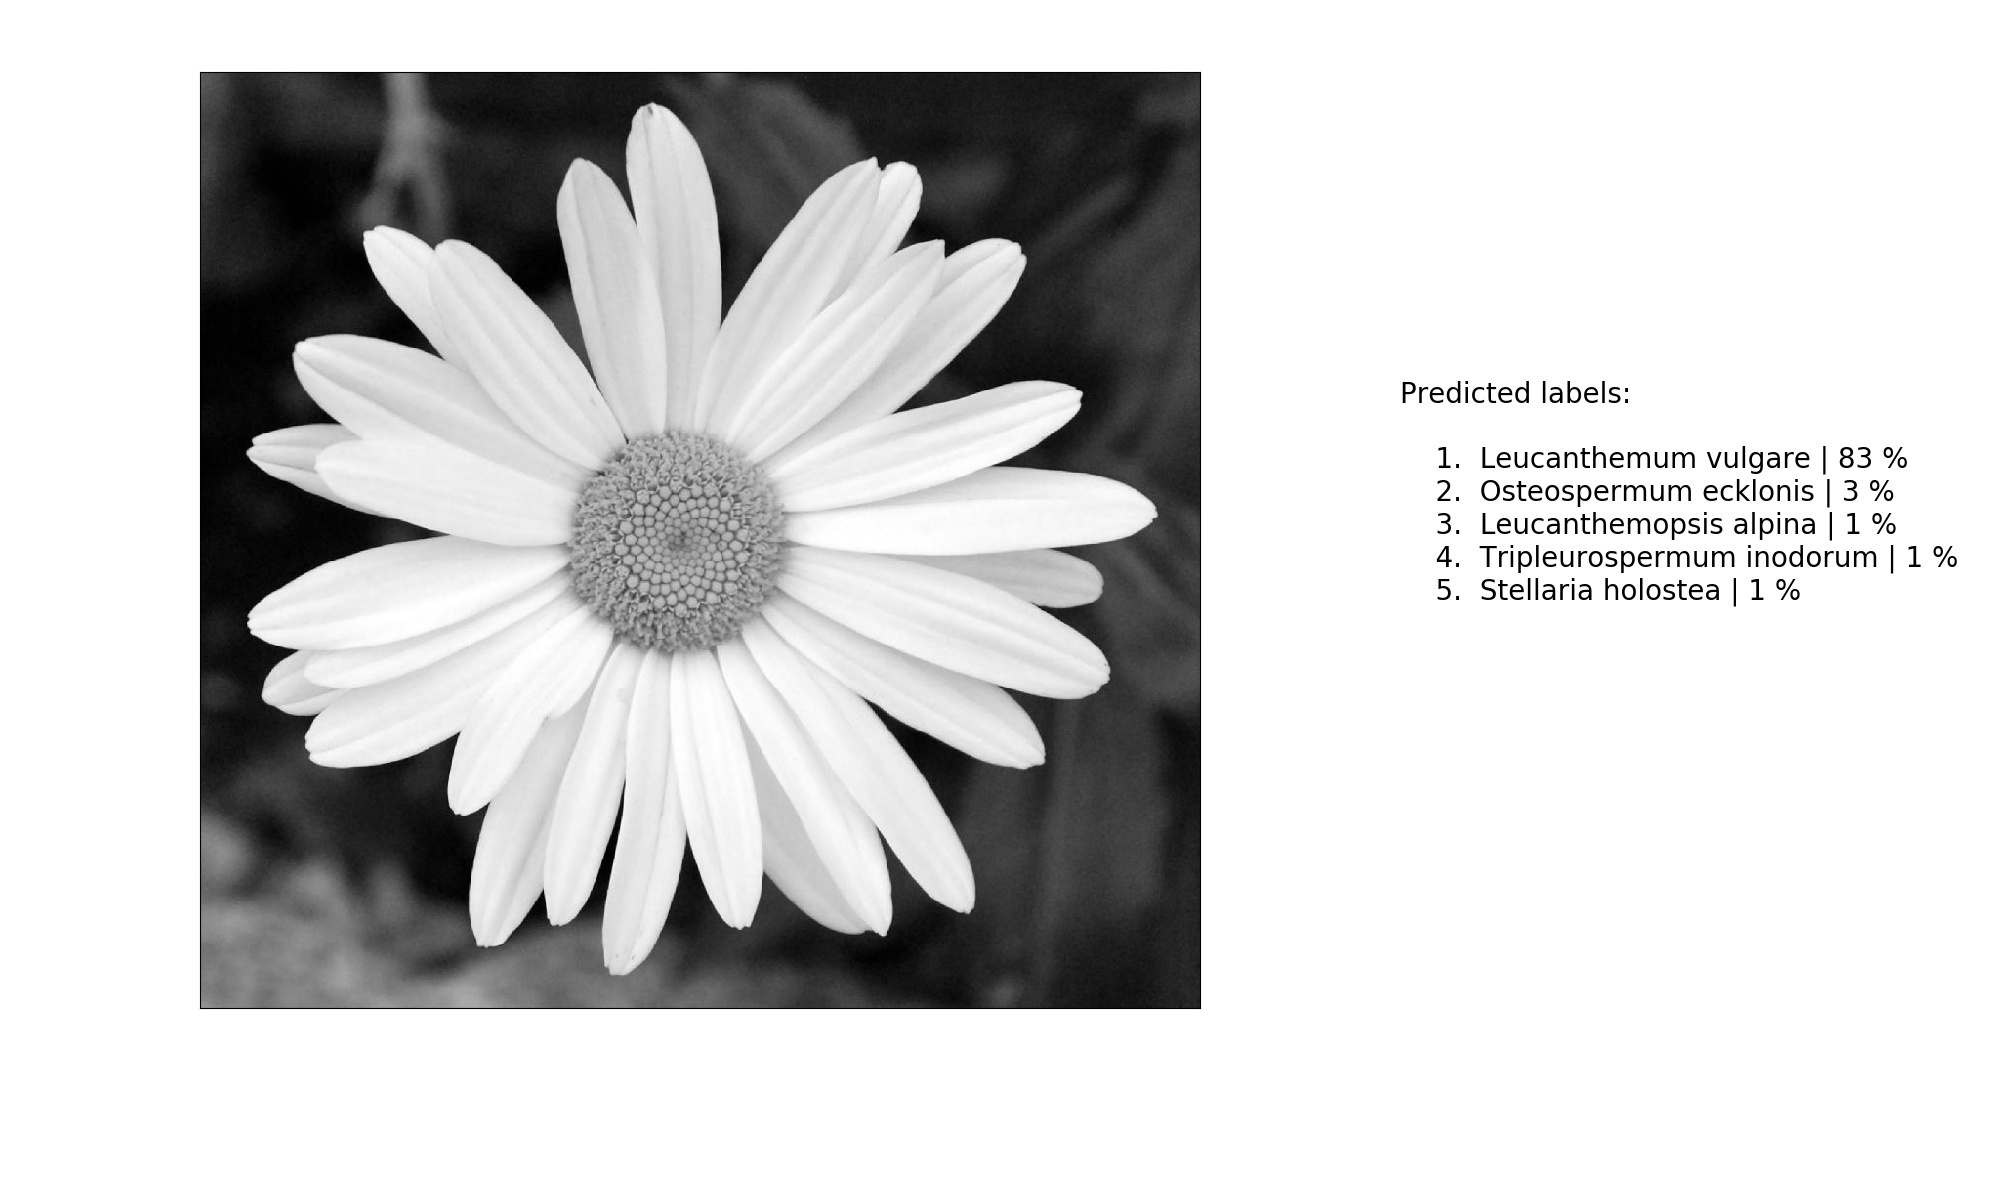 Predicted labels:
1. Leucanthemum vulgare | 83 %
2. Osteospermum ecklonis | 3 %
3. Leucanthemopsis alpina | 1 %
4. Tripleurospermum inodorum | 1 %
5. Stellaria holostea | 1 %